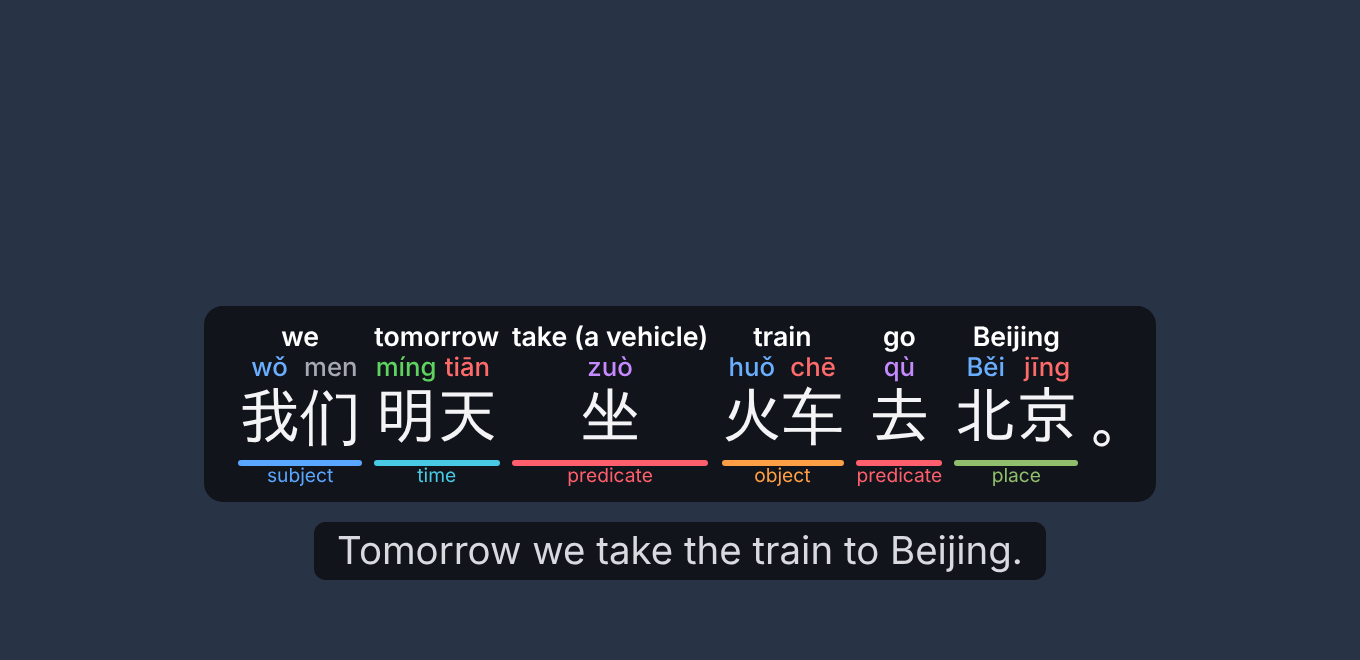 we tomorrow take (a vehicle) train go Beijing
wǒ men míng tiān zuò huǒ chē qù Běi jīng
我们 明天 坐 火车 去 北京 。
subject time predicate object predicate place
Tomorrow we take the train to Beijing.